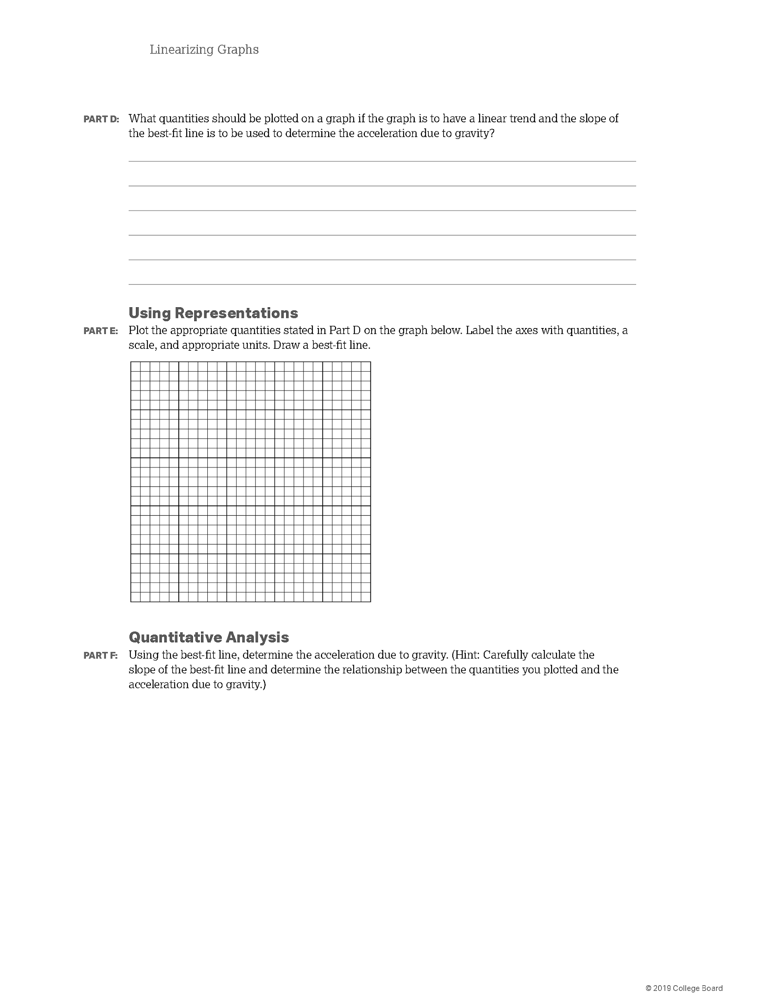 Linearizing Graphs
PART D: What quantities should be plotted on a graph if the graph is to have a linear trend and the slope of
the best-fit line is to be used to determine the acceleration due to gravity?
Using Representations
PART E: Plot the appropriate quantities stated in Part D on the graph below. Label the axes with quantities, a
scale, and appropriate units. Draw a best-fit line.
Quantitative Analysis
PART F: Using the best-fit line, determine the acceleration due to gravity. (Hint: Carefully calculate the
slope of the best-fit line and determine the relationship between the quantities you plotted and the
acceleration due to gravity.)
© 2019 College Board